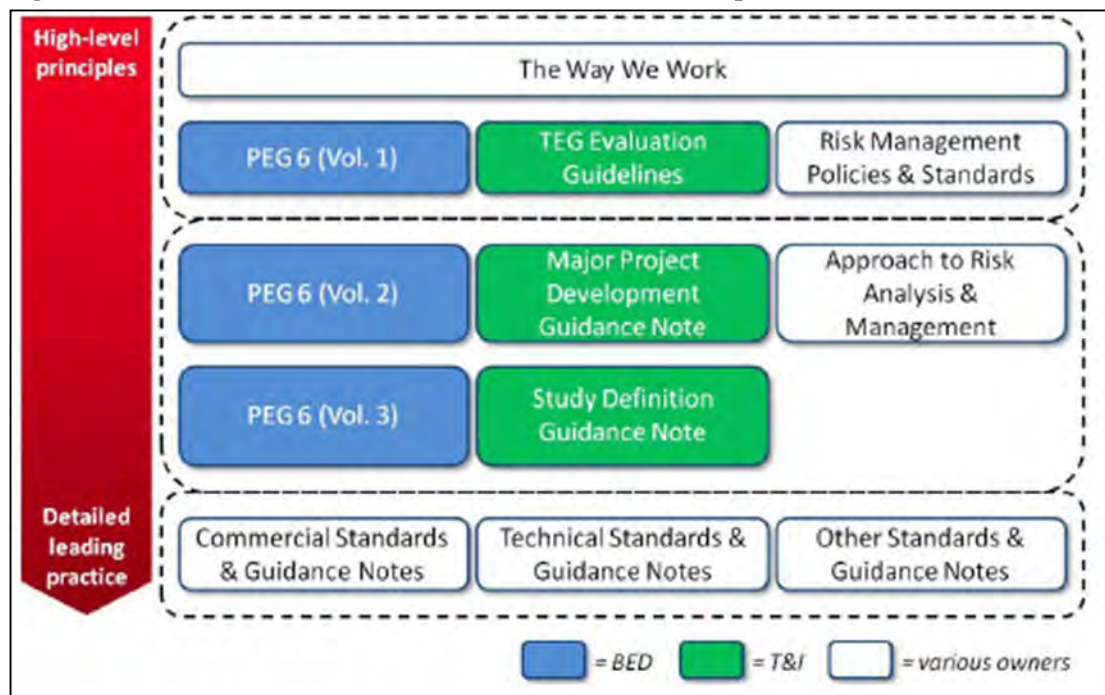 High-level
principles
The Way We Work
PEG 6 (Vol. 1)
TEG Evaluation
Guidelines
Risk Management
Policies & Standards
PEG 6 (Vol. 2)
Major Project
Development
Guidance Note
Approach to Risk
Analysis &
Management
PEG 6 (Vol. 3)
Study Definition
Guidance Note
Detailed
leading
practice
Commercial Standards
& Guidance Notes
Technical Standards &
Guidance Notes
Other Standards &
Guidance Notes
= BED
= T&I
= various owners